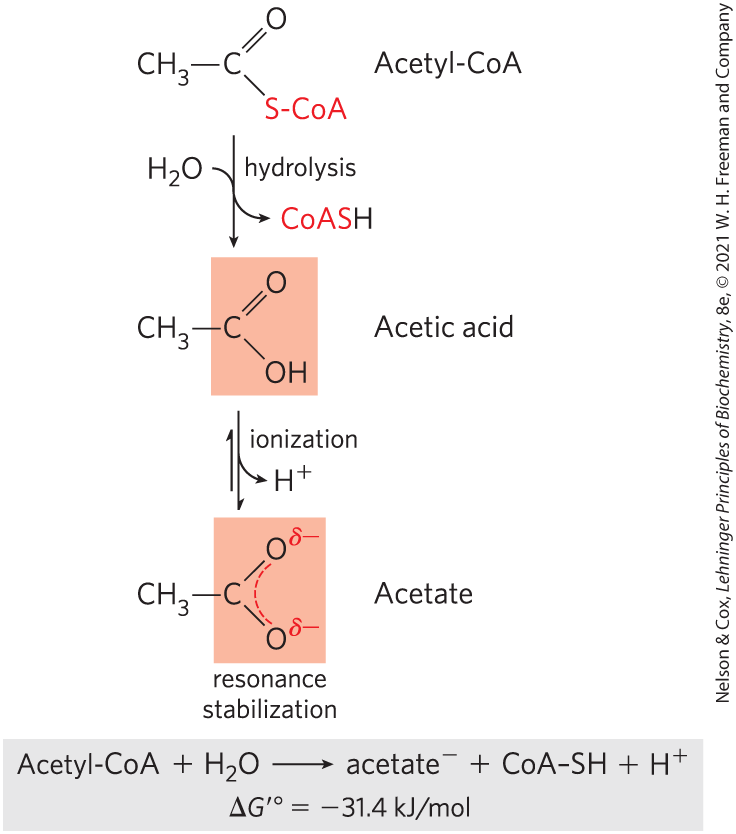 O
CH₃—C Acetyl-CoA
S-CoA
H₂O hydrolysis
CoASH
O
CH₃—C Acetic acid
OH
ionization
H⁺
Oδ−
CH₃—C Acetate
Oδ−
resonance
stabilization
Acetyl-CoA + H₂O ⟶ acetate⁻ + CoA–SH + H⁺
ΔG′° = −31.4 kJ/mol
Nelson & Cox, Lehninger Principles of Biochemistry, 8e, © 2021 W. H. Freeman and Company